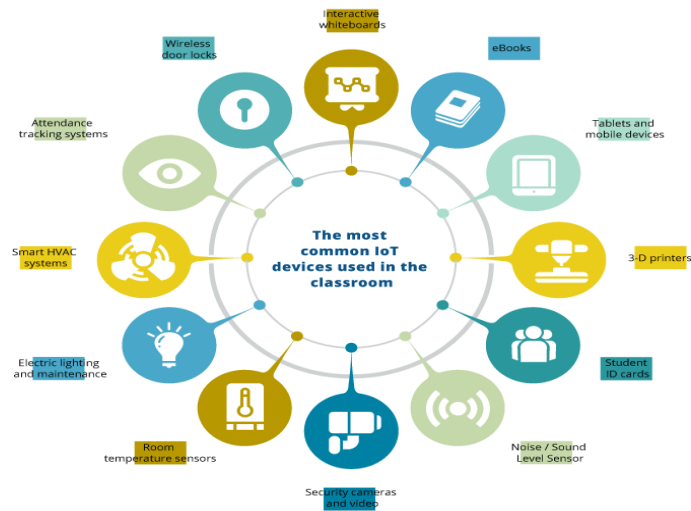 Interactive
whiteboards
eBooks
Tablets and
mobile devices
3-D printers
Student
ID cards
Noise / Sound
Level Sensor
Security cameras
and video
Room
temperature sensors
Electric lighting
and maintenance
Smart HVAC
systems
Attendance
tracking systems
Wireless
door locks
The most
common IoT
devices used in the
classroom